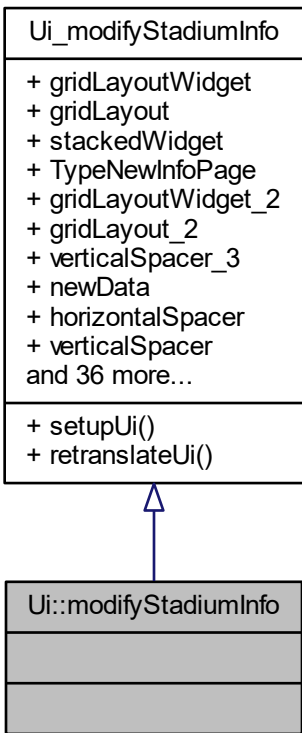 Ui_modifyStadiumInfo
+ gridLayoutWidget
+ gridLayout
+ stackedWidget
+ TypeNewInfoPage
+ gridLayoutWidget_2
+ gridLayout_2
+ verticalSpacer_3
+ newData
+ horizontalSpacer
+ verticalSpacer
and 36 more...
+ setupUi()
+ retranslateUi()
Ui::modifyStadiumInfo